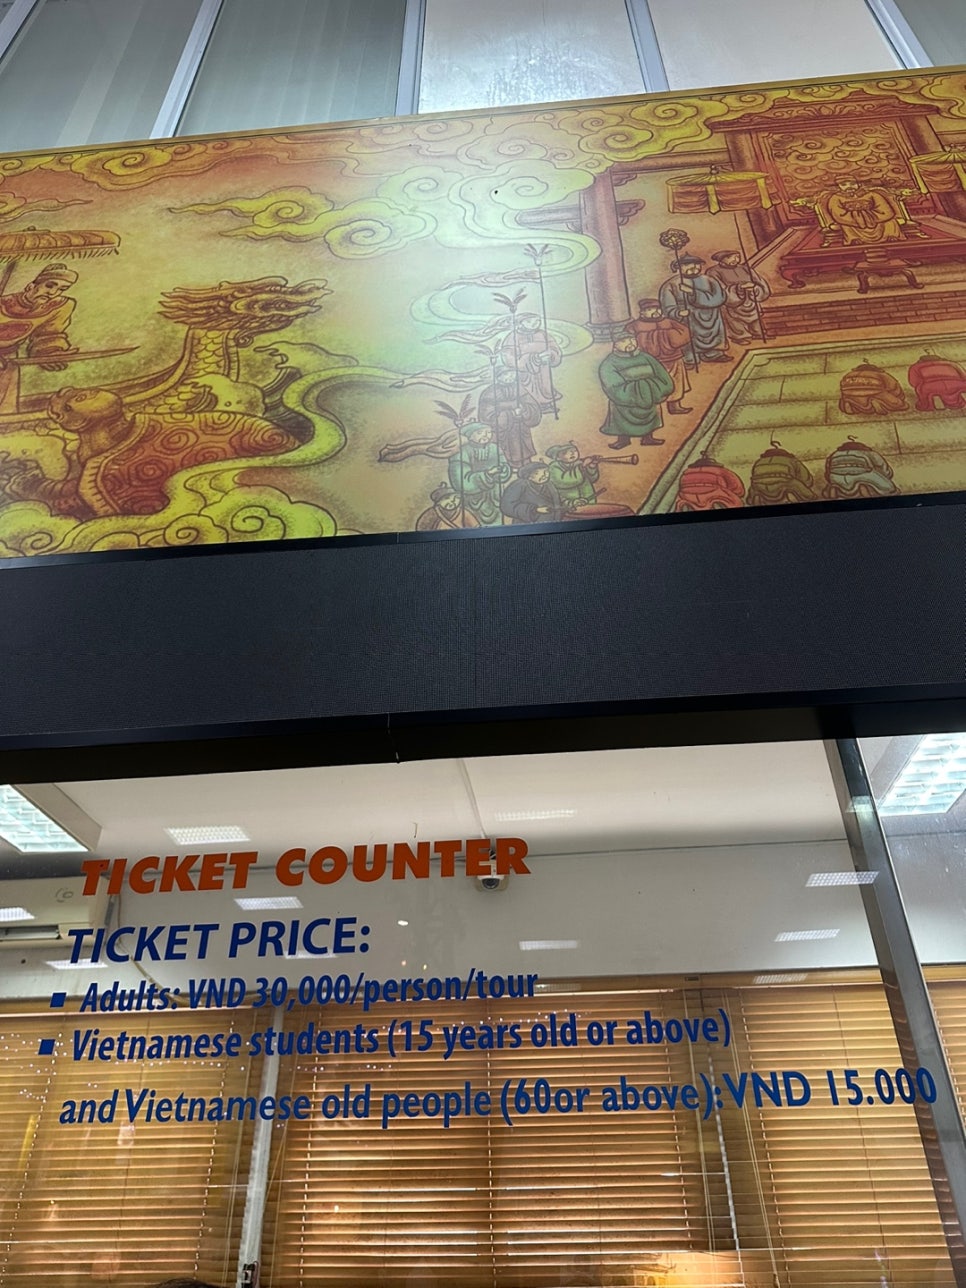 TICKET COUNTER
TICKET PRICE:
▪ Adults: VND 30,000/person/tour
▪ Vietnamese students (15 years old or above)
and Vietnamese old people (60or above):VND 15.000